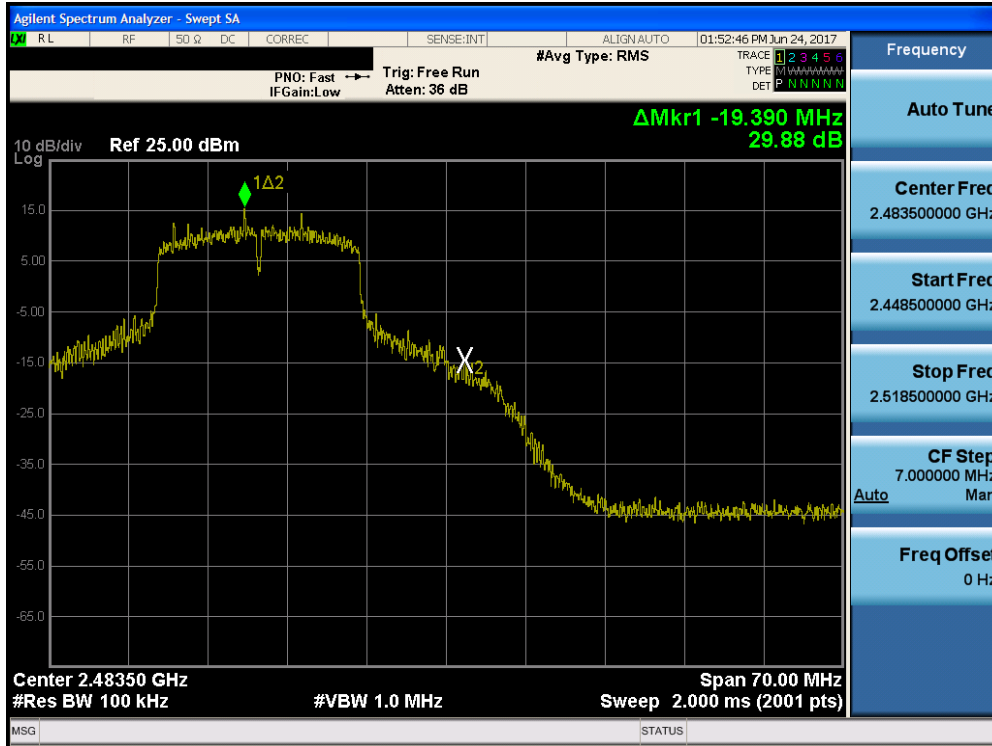 Agilent Spectrum Analyzer - Swept SA
LXI RL RF 50 Ω DC CORREC SENSE:INT ALIGN AUTO 01:52:46 PM Jun 24, 2017
#Avg Type: RMS TRACE 1 2 3 4 5 6
PNO: Fast Trig: Free Run TYPE M WWWWW
IFGain:Low Atten: 36 dB DET P N N N N N
Frequency
ΔMkr1 -19.390 MHz
29.88 dB
10 dB/div Ref 25.00 dBm
Log
1Δ2
15.0
5.00
-5.00
-15.0
2
-25.0
-35.0
-45.0
-55.0
-65.0
Center 2.48350 GHz Span 70.00 MHz
#Res BW 100 kHz #VBW 1.0 MHz Sweep 2.000 ms (2001 pts)
Auto Tune
Center Freq
2.483500000 GHz
Start Freq
2.448500000 GHz
Stop Freq
2.518500000 GHz
CF Step
7.000000 MHz
Auto Man
Freq Offset
0 Hz
MSG STATUS